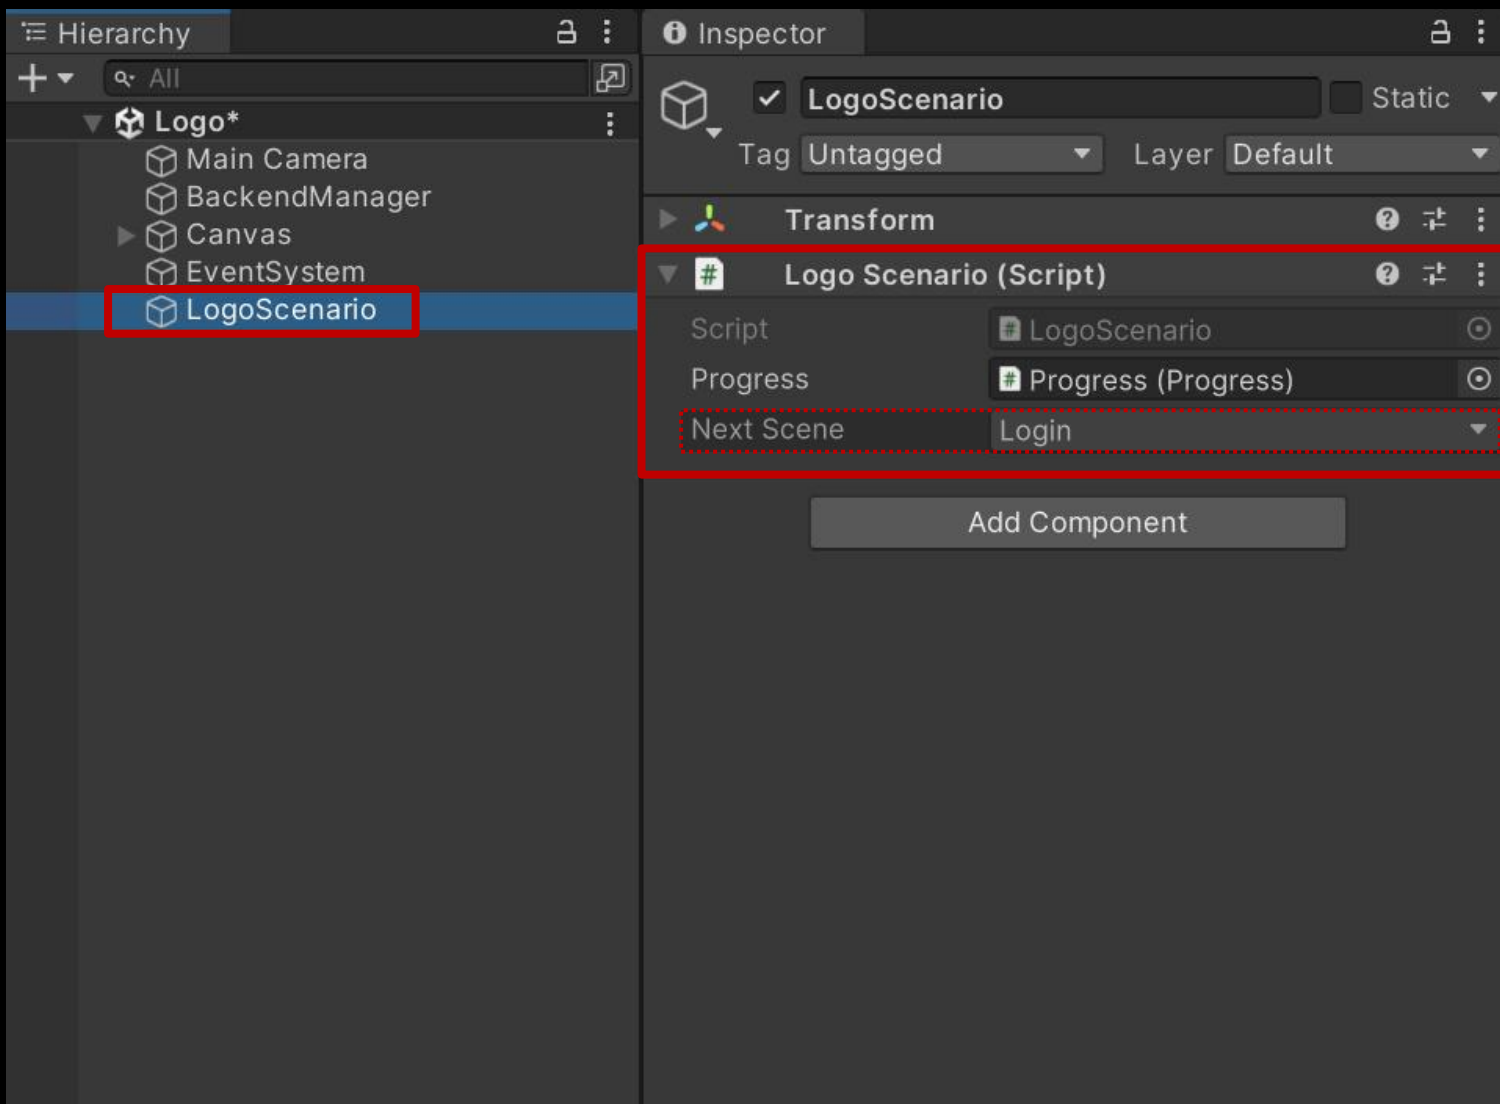 Hierarchy
All
Logo*
Main Camera
BackendManager
Canvas
EventSystem
LogoScenario
Inspector
LogoScenario Static
Tag Untagged Layer Default
Transform
# Logo Scenario (Script)
Script # LogoScenario
Progress # Progress (Progress)
Next Scene Login
Add Component